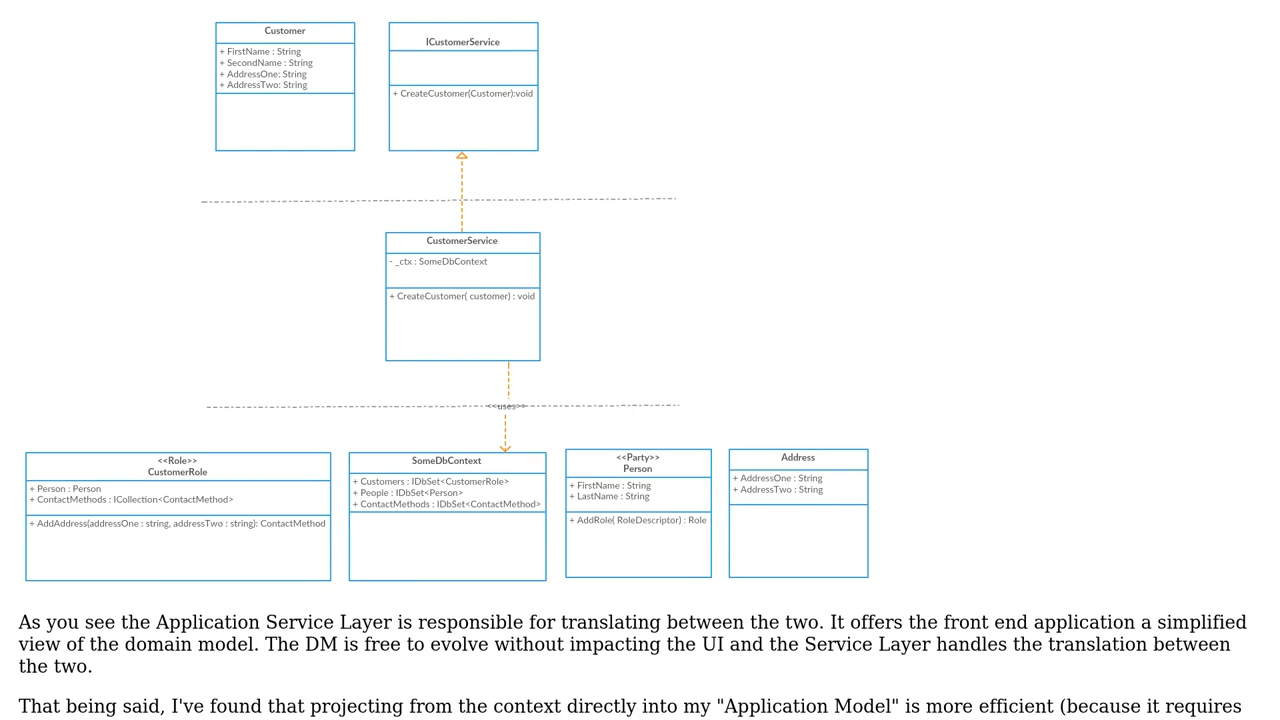 Customer
+ FirstName : String
+ SecondName : String
+ AddressOne: String
+ AddressTwo: String
ICustomerService
+ CreateCustomer(Customer):void
CustomerService
- _ctx : SomeDbContext
+ CreateCustomer( customer) : void
<<uses>>
<<Role>>
CustomerRole
+ Person : Person
+ ContactMethods : ICollection<ContactMethod>
+ AddAddress(addressOne : string, addressTwo : string): ContactMethod
SomeDbContext
+ Customers : IDbSet<CustomerRole>
+ People : IDbSet<Person>
+ ContactMethods : IDbSet<ContactMethod>
<<Party>>
Person
+ FirstName : String
+ LastName : String
+ AddRole( RoleDescriptor) : Role
Address
+ AddressOne : String
+ AddressTwo : String
As you see the Application Service Layer is responsible for translating between the two. It offers the front end application a simplified
view of the domain model. The DM is free to evolve without impacting the UI and the Service Layer handles the translation between
the two.
That being said, I've found that projecting from the context directly into my "Application Model" is more efficient (because it requires